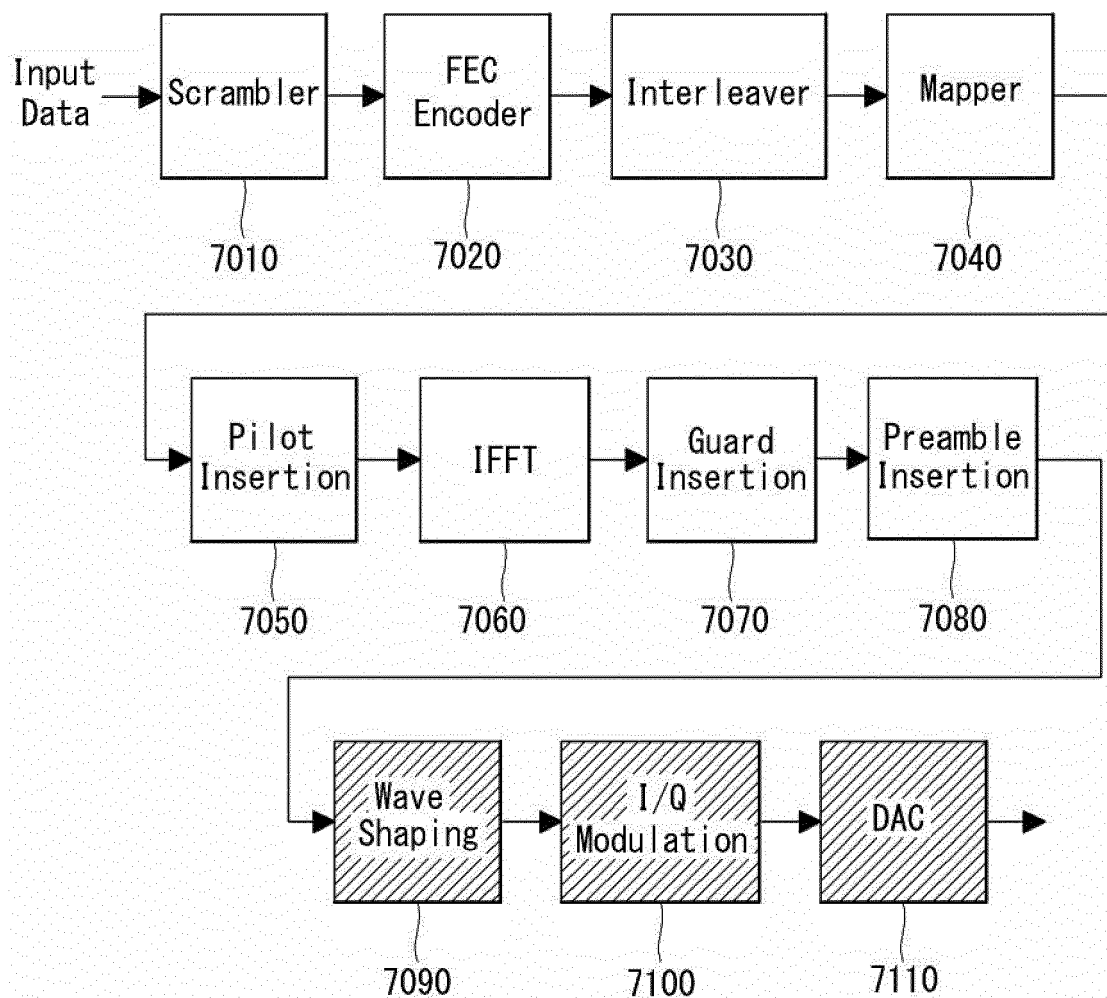 Input
Data
Scrambler
FEC
Encoder
Interleaver
Mapper
7010
7020
7030
7040
Pilot
Insertion
IFFT
Guard
Insertion
Preamble
Insertion
7050
7060
7070
7080
Wave
Shaping
I/Q
Modulation
DAC
7090
7100
7110